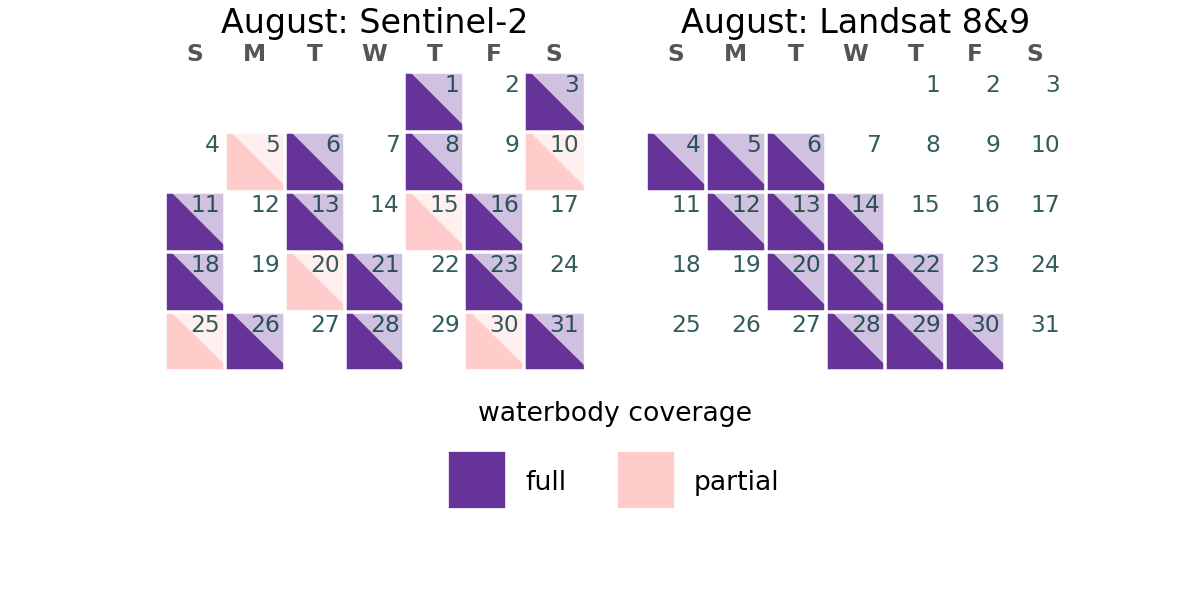 August: Sentinel-2
S M T W T F S
1 2 3
4 5 6 7 8 9 10
11 12 13 14 15 16 17
18 19 20 21 22 23 24
25 26 27 28 29 30 31
August: Landsat 8&9
S M T W T F S
1 2 3
4 5 6 7 8 9 10
11 12 13 14 15 16 17
18 19 20 21 22 23 24
25 26 27 28 29 30 31
waterbody coverage
full partial